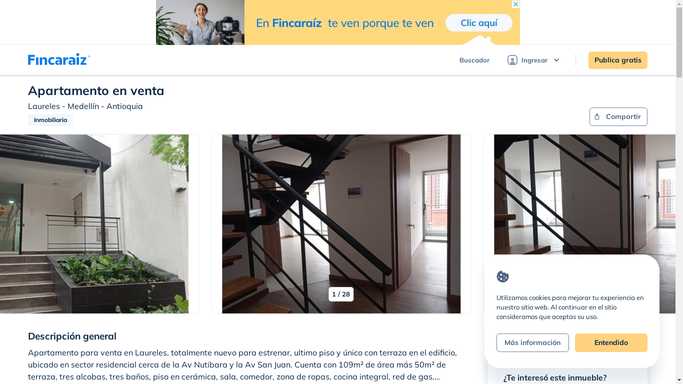 En Fincaraíz te ven porque te ven
Clic aquí
Fincaraiz
Buscador
Ingresar
Publica gratis
Apartamento en venta
Laureles - Medellín - Antioquia
Inmobiliaria
Compartir
1 / 28
Utilizamos cookies para mejorar tu experiencia en
nuestro sitio web. Al continuar en el sitio
consideramos que aceptas su uso.
Más información
Entendido
Descripción general
Apartamento para venta en Laureles, totalmente nuevo para estrenar, ultimo piso y único con terraza en el edificio,
ubicado en sector residencial cerca de la Av Nutibara y la Av San Juan. Cuenta con 109m² de área más 50m² de
terraza, tres alcobas, tres baños, piso en cerámica, sala, comedor, zona de ropas, cocina integral, red de gas,...
¿Te interesó este inmueble?